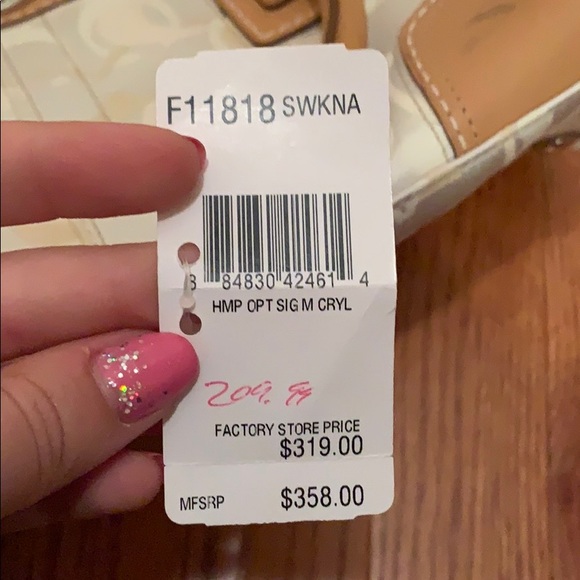 F11818 SWKNA
8 84830 42461 4
HMP OPT SIG M CRYL
209.99
FACTORY STORE PRICE
$319.00
MFSRP $358.00